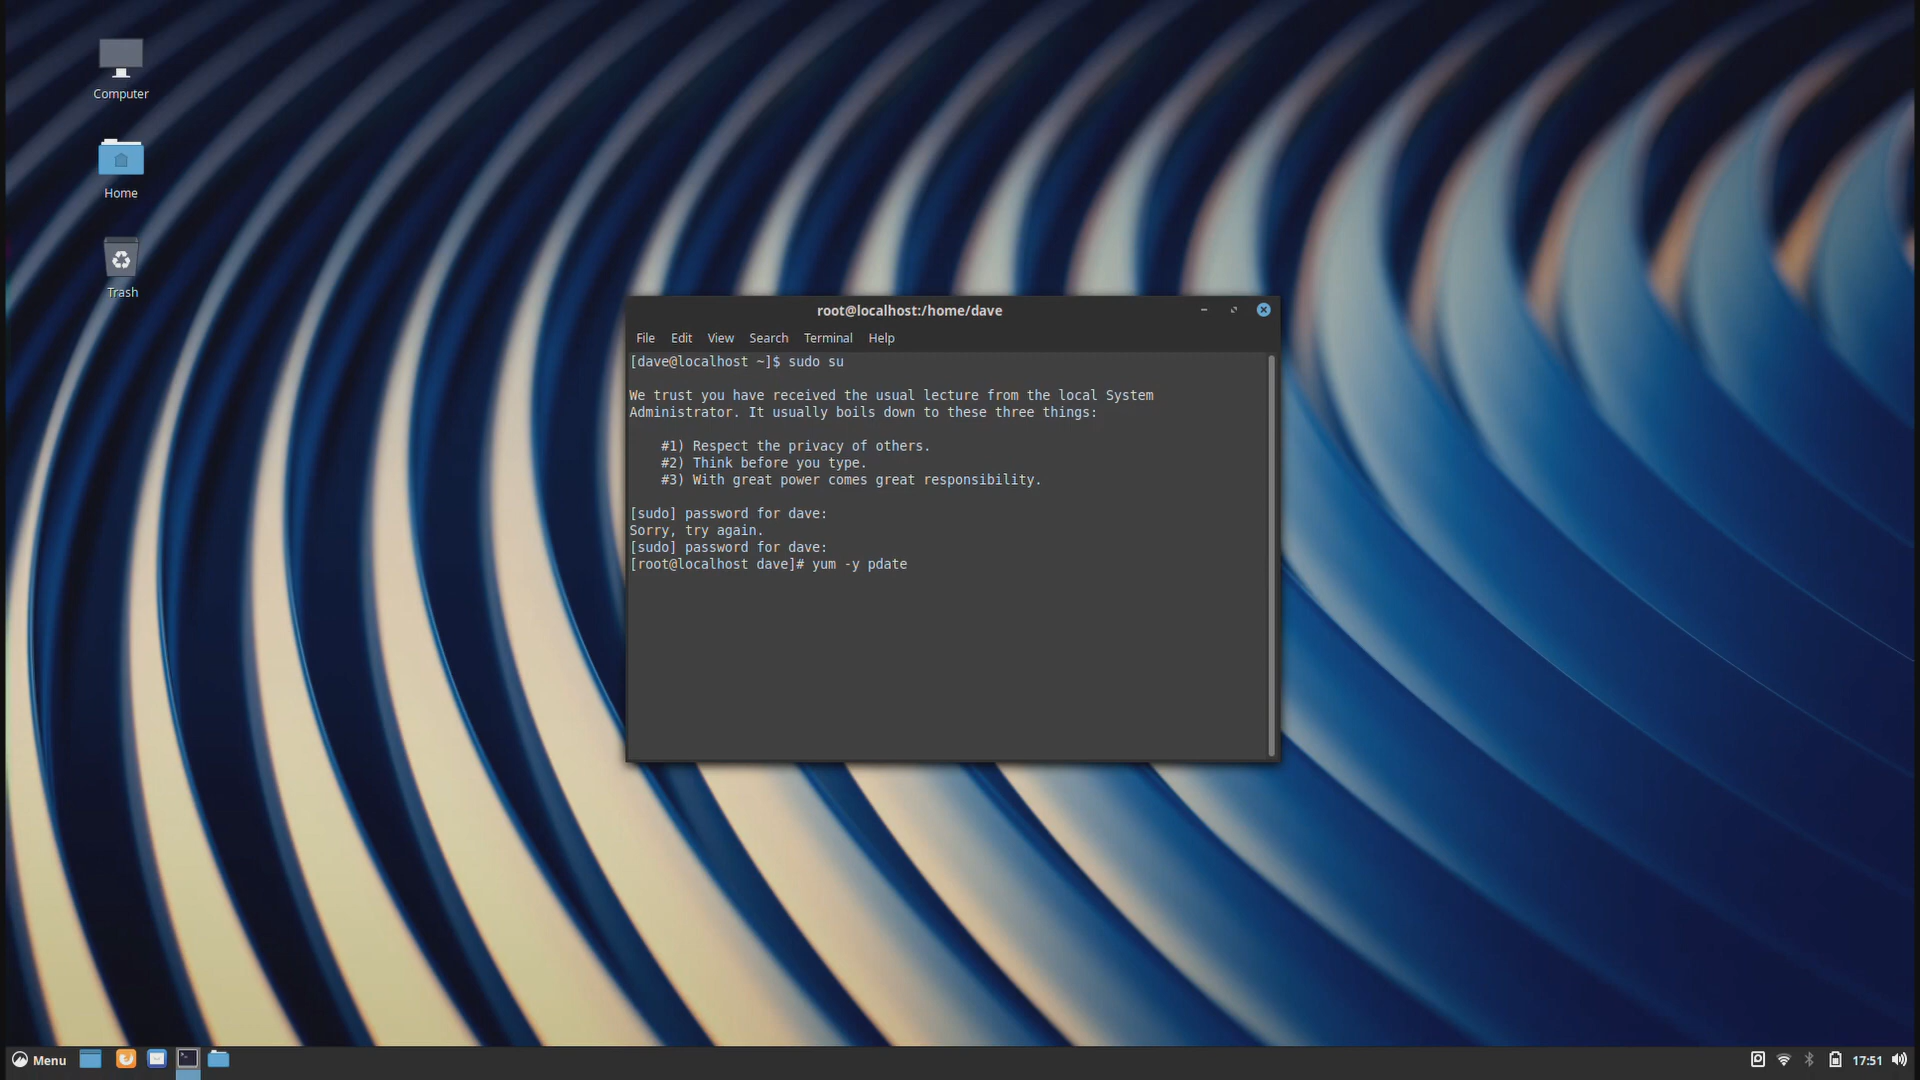 Computer
Home
Trash
root@localhost:/home/dave
File Edit View Search Terminal Help
[dave@localhost ~]$ sudo su
We trust you have received the usual lecture from the local System
Administrator. It usually boils down to these three things:
#1) Respect the privacy of others.
#2) Think before you type.
#3) With great power comes great responsibility.
[sudo] password for dave:
Sorry, try again.
[sudo] password for dave:
[root@localhost dave]# yum -y pdate
Menu
17:51